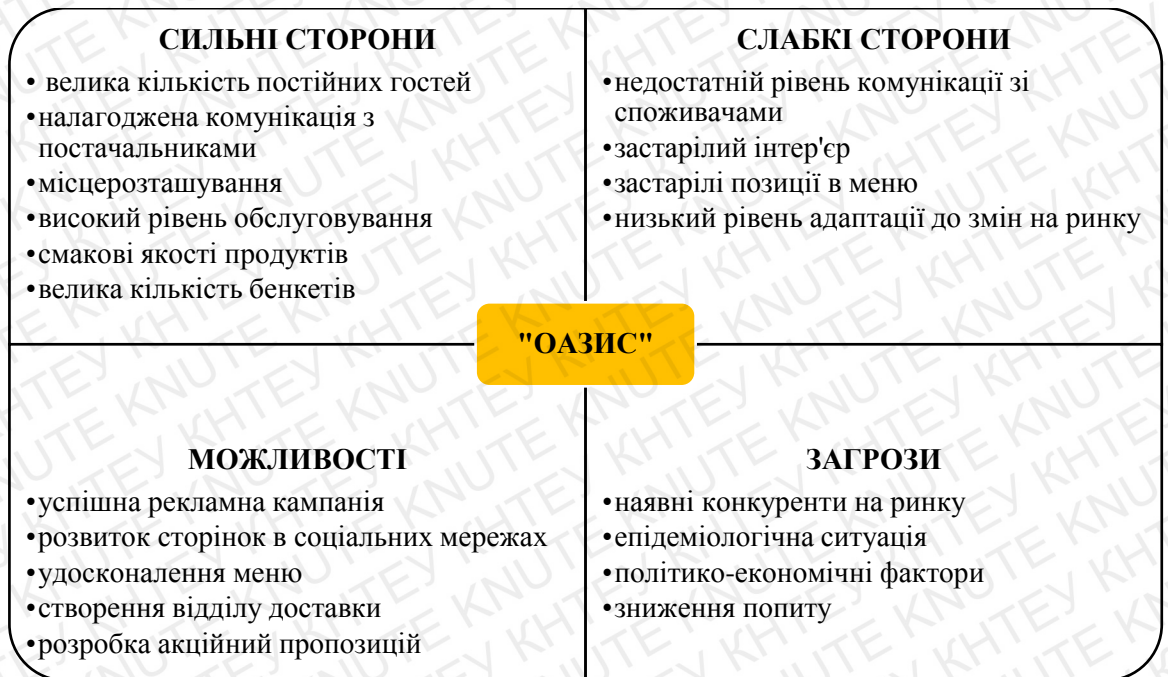 СИЛЬНІ СТОРОНИ
• велика кількість постійних гостей
•налагоджена комунікація з
постачальниками
•місцерозташування
•високий рівень обслуговування
•смакові якості продуктів
•велика кількість бенкетів
СЛАБКІ СТОРОНИ
•недостатній рівень комунікації зі
споживачами
•застарілий інтер'єр
•застарілі позиції в меню
•низький рівень адаптації до змін на ринку
"ОАЗИС"
МОЖЛИВОСТІ
•успішна рекламна кампанія
•розвиток сторінок в соціальних мережах
•удосконалення меню
•створення відділу доставки
•розробка акційний пропозицій
ЗАГРОЗИ
•наявні конкуренти на ринку
•епідеміологічна ситуація
•політико-економічні фактори
•зниження попиту